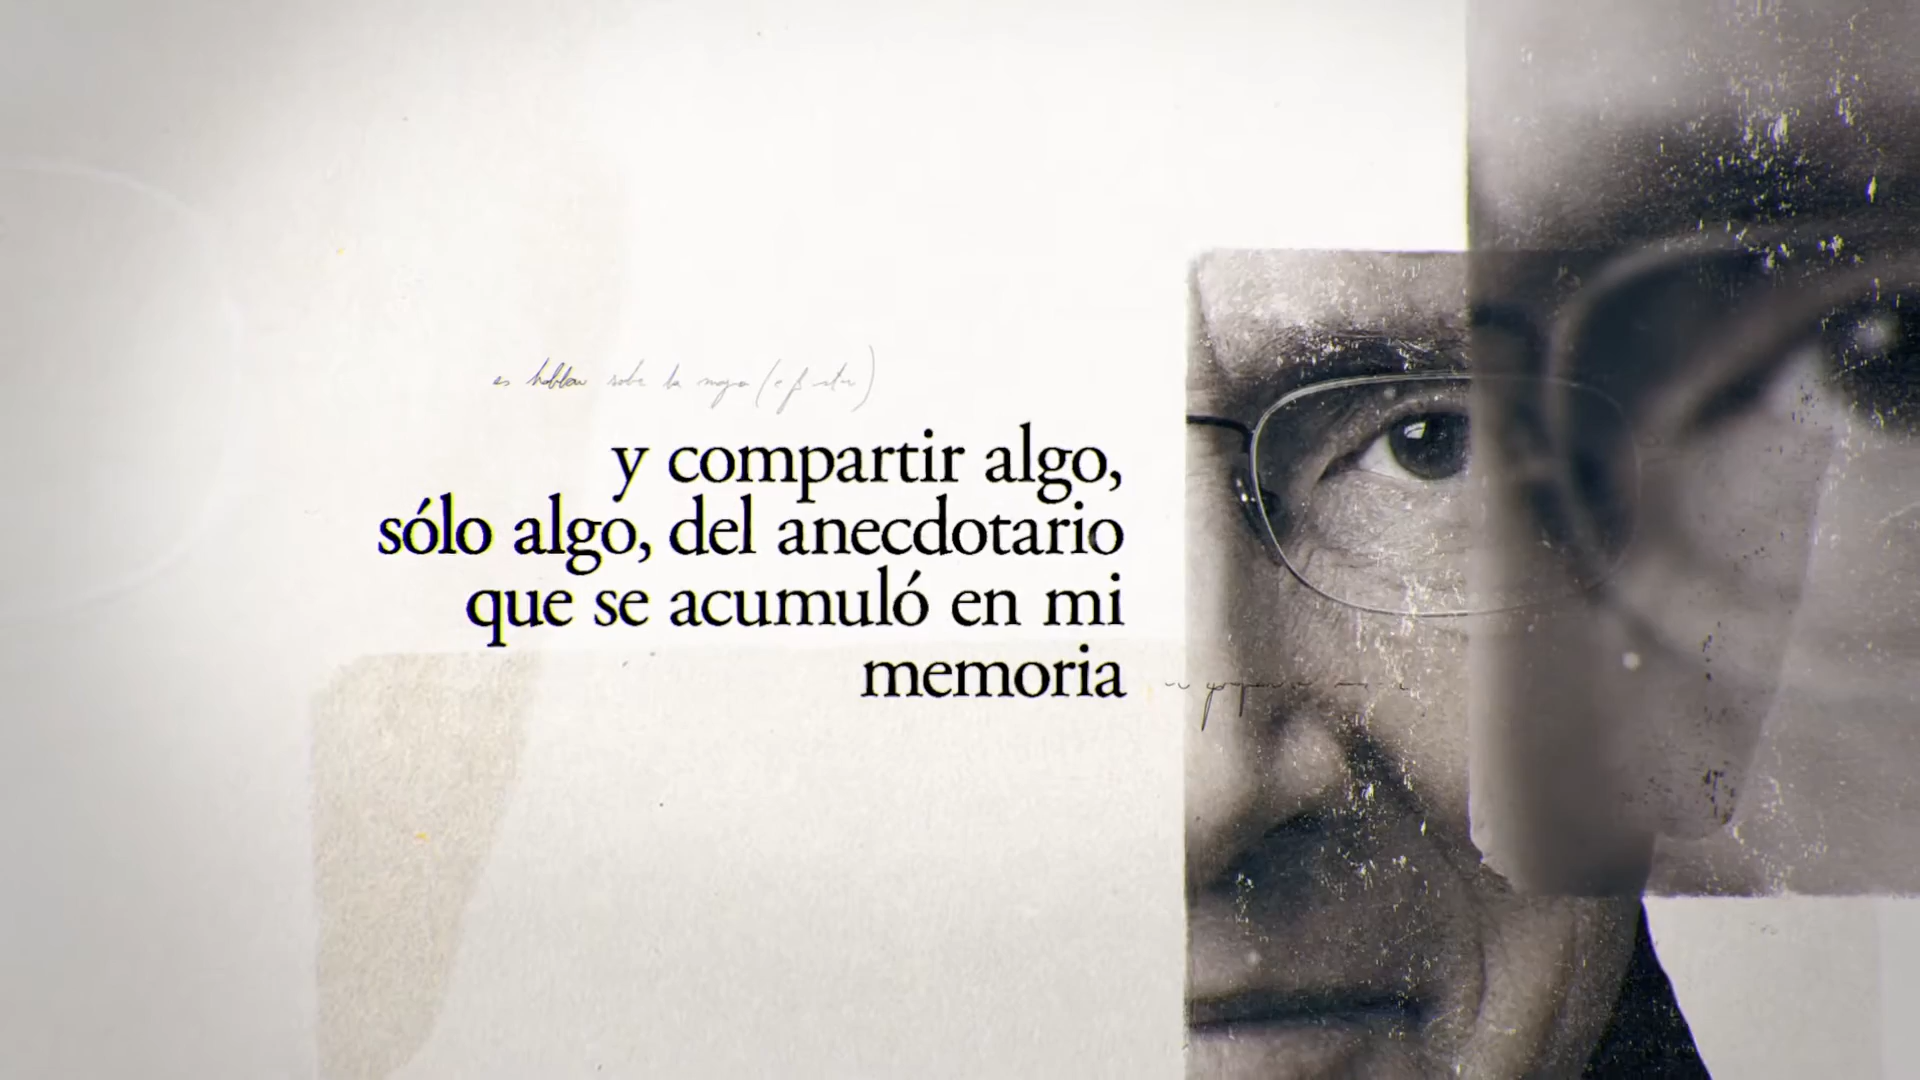 y compartir algo,
sólo algo, del anecdotario
que se acumuló en mi
memoria